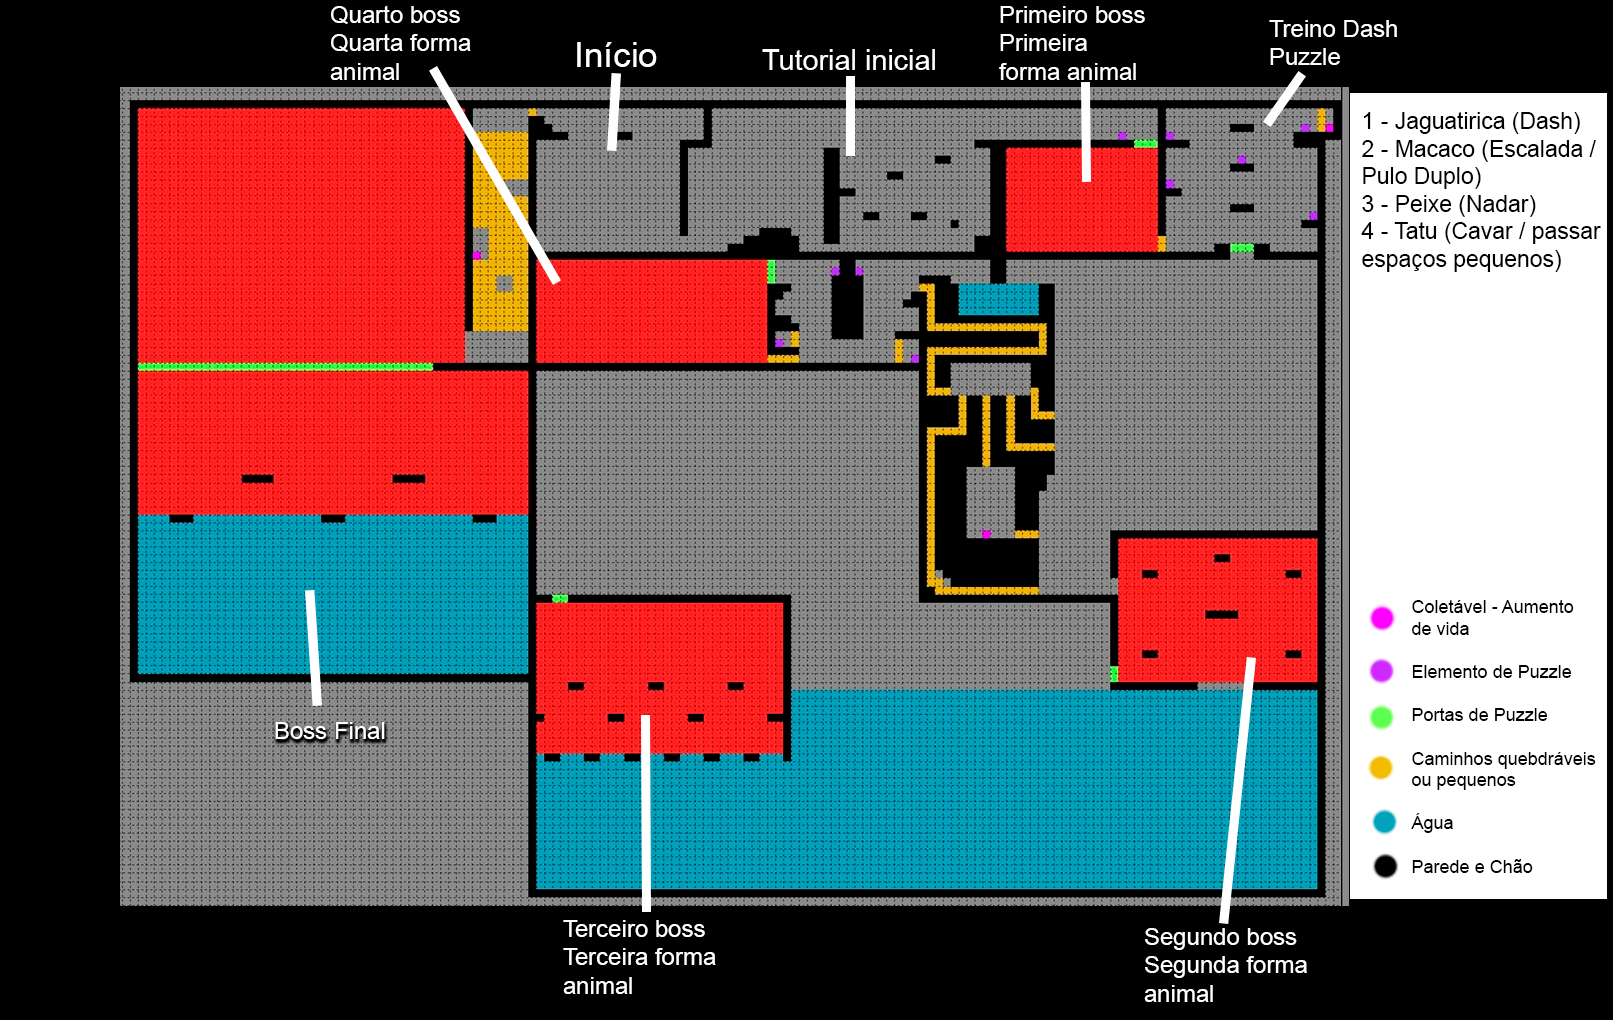 Quarto boss
Quarta forma
animal
Início
Tutorial inicial
Primeiro boss
Primeira
forma animal
Treino Dash
Puzzle
1 - Jaguatirica (Dash)
2 - Macaco (Escalada /
Pulo Duplo)
3 - Peixe (Nadar)
4 - Tatu (Cavar / passar
espaços pequenos)
Coletável - Aumento
de vida
Elemento de Puzzle
Portas de Puzzle
Caminhos quebdráveis
ou pequenos
Água
Parede e Chão
Boss Final
Terceiro boss
Terceira forma
animal
Segundo boss
Segunda forma
animal